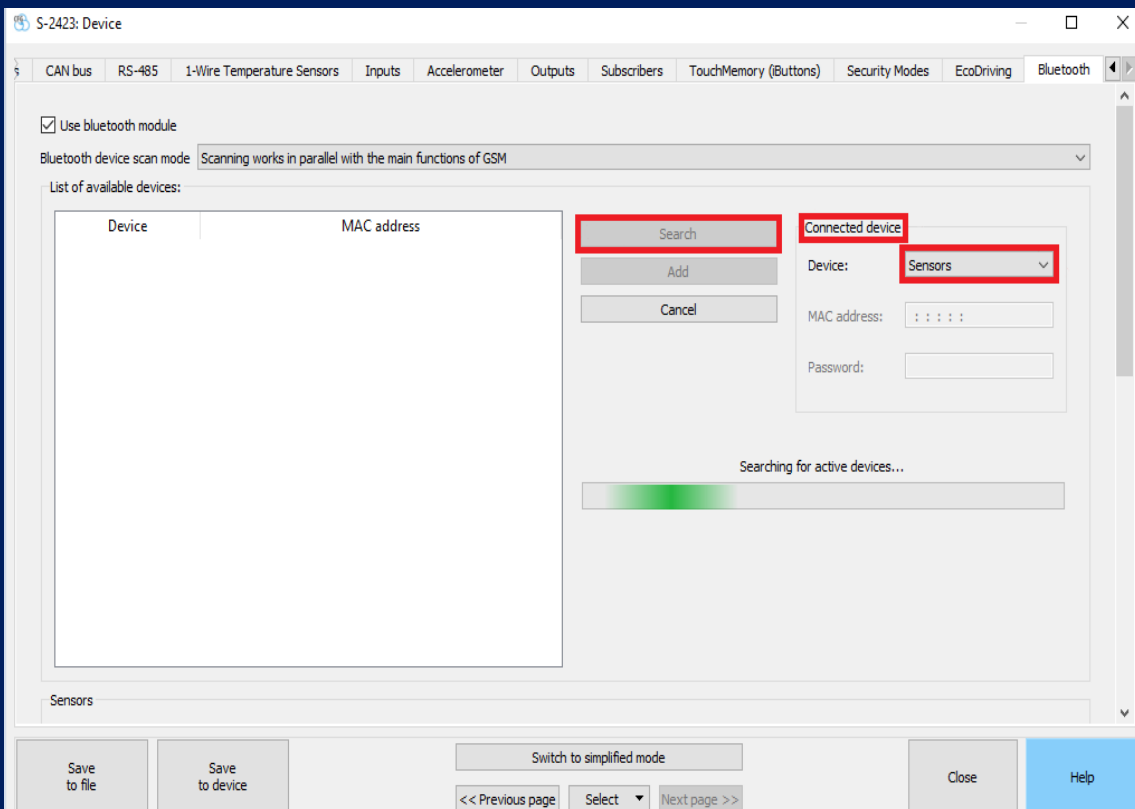 S-2423: Device
s CAN bus RS-485 1-Wire Temperature Sensors Inputs Accelerometer Outputs Subscribers TouchMemory (iButtons) Security Modes EcoDriving Bluetooth
Use bluetooth module
Bluetooth device scan mode Scanning works in parallel with the main functions of GSM
List of available devices:
Device MAC address
Search
Add
Cancel
Connected device
Device: Sensors
MAC address: : : : : :
Password:
Searching for active devices...
Sensors
Save
to file
Save
to device
Switch to simplified mode
<< Previous page Select Next page >>
Close
Help